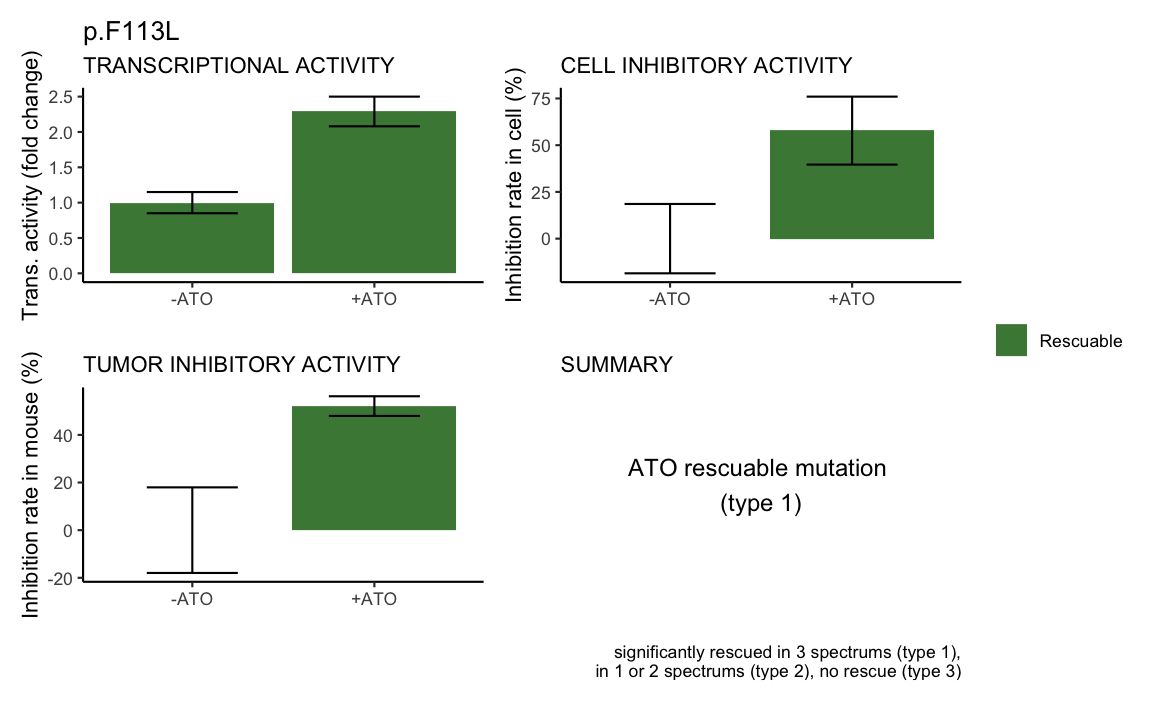 p.F113L
TRANSCRIPTIONAL ACTIVITY
Trans. activity (fold change)
2.5
2.0
1.5
1.0
0.5
0.0
-ATO
+ATO
CELL INHIBITORY ACTIVITY
Inhibition rate in cell (%)
75
50
25
0
-ATO
+ATO
Rescuable
TUMOR INHIBITORY ACTIVITY
Inhibition rate in mouse (%)
40
20
0
-20
-ATO
+ATO
SUMMARY
ATO rescuable mutation
(type 1)
significantly rescued in 3 spectrums (type 1),
in 1 or 2 spectrums (type 2), no rescue (type 3)